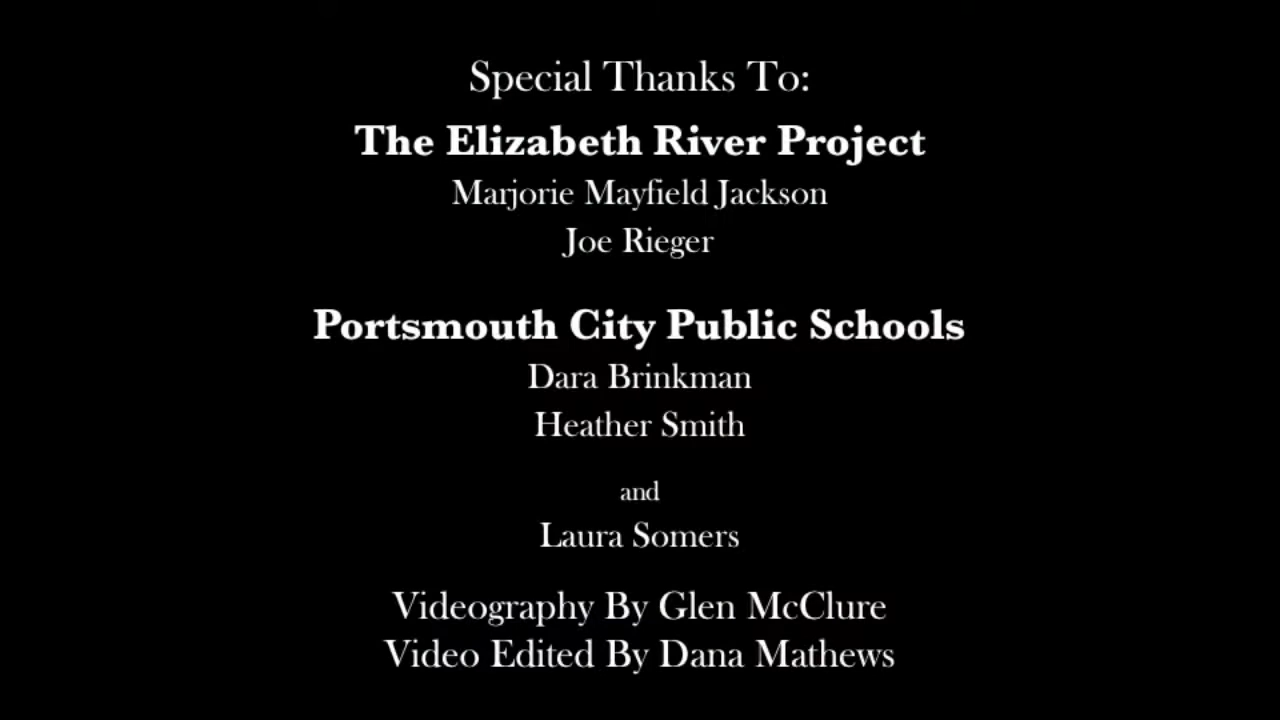 Special Thanks To:
The Elizabeth River Project
Marjorie Mayfield Jackson
Joe Rieger
Portsmouth City Public Schools
Dara Brinkman
Heather Smith
and
Laura Somers
Videography By Glen McClure
Video Edited By Dana Mathews